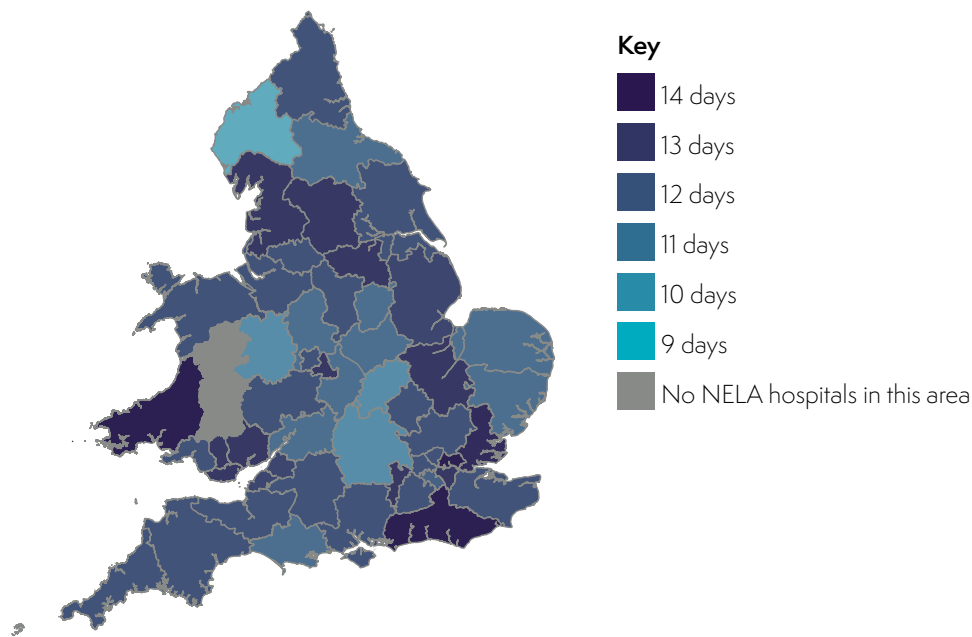 Key
14 days
13 days
12 days
11 days
10 days
9 days
No NELA hospitals in this area